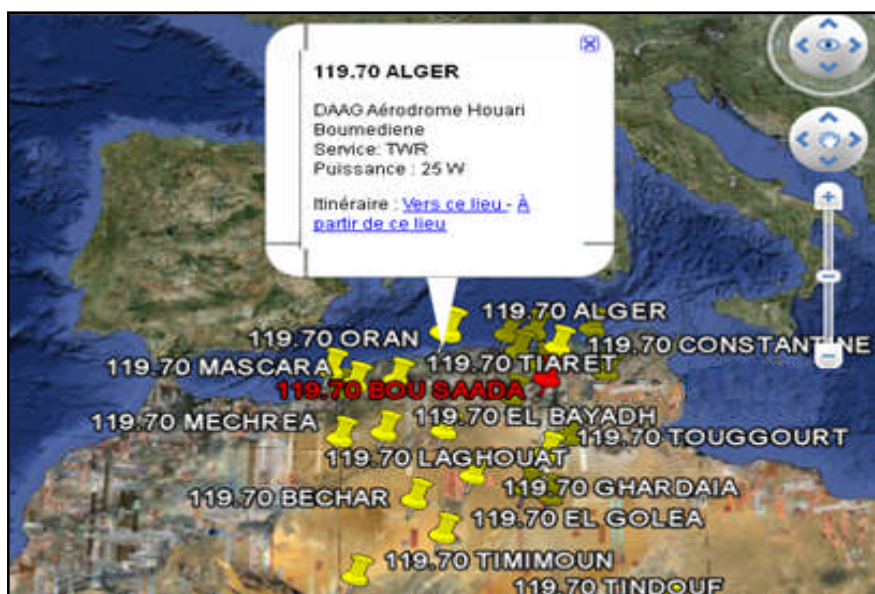 119.70 ALGER
DAAG Aérodrome Houari
Boumediene
Service: TWR
Puissance : 25 W
Itinéraire : Vers ce lieu - À
partir de ce lieu
119.70 ALGER
119.70 ORAN
119.70 CONSTANTINE
119.70 MASCARA
119.70 TIARET
119.70 BOU SAADA
119.70 MECHREA
119.70 EL BAYADH
119.70 TOUGGOURT
119.70 LAGHOUAT
119.70 BECHAR
119.70 GHARDAIA
119.70 EL GOLEA
119.70 TIMIMOUN
119.70 TINDOUF